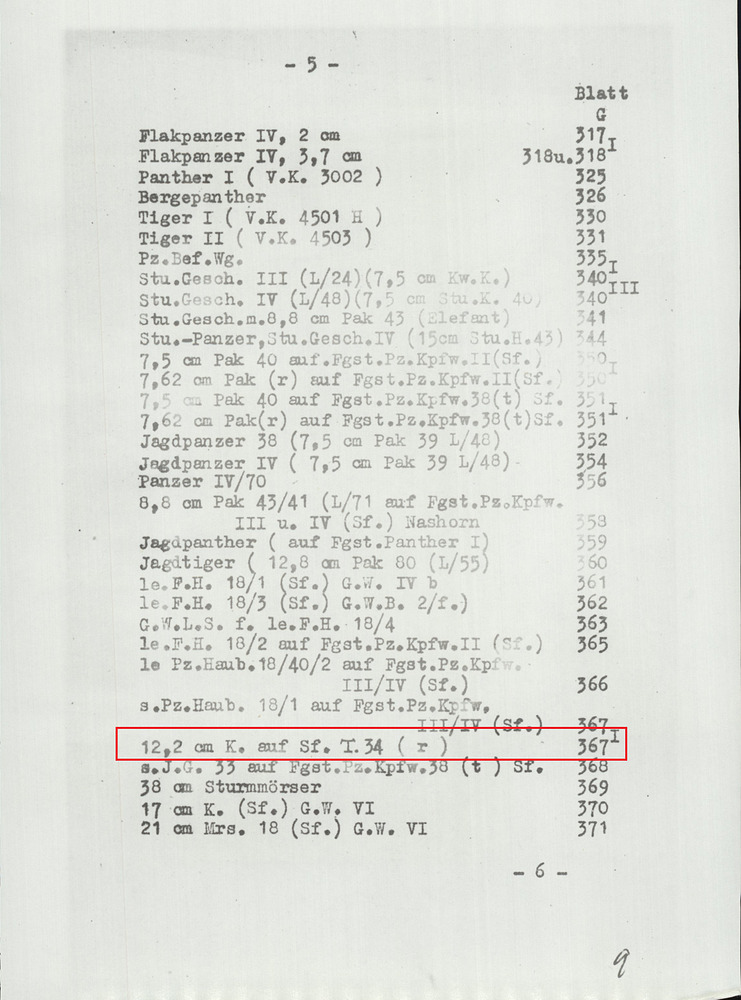 - 5 -
Blatt
G
Flakpanzer IV, 2 cm 317
Flakpanzer IV, 3,7 cm 318u.318I
Panther I ( V.K. 3002 ) 325
Bergepanther 326
Tiger I ( V.K. 4501 H ) 330
Tiger II ( V.K. 4503 ) 331
Pz.Bef.Wg. 335
Stu.Gesch. III (L/24)(7,5 cm Kw.K.) 340I
Stu.Gesch. IV (L/48)(7,5 cm Stu.K. 40) 340III
Stu.Gesch.m.8,8 cm Pak 43 (Elefant) 341
Stu.-Panzer,Stu.Gesch.IV (15cm Stu.H.43) 344
7,5 cm Pak 40 auf.Fgst.Pz.Kpfw.II(Sf.) 350
7,62 cm Pak (r) auf Fgst.Pz.Kpfw.II(Sf.) 350I
7,5 cm Pak 40 auf Fgst.Pz.Kpfw.38(t) Sf. 351
7,62 cm Pak(r) auf Fgst.Pz.Kpfw.38(t)Sf. 351I
Jagdpanzer 38 (7,5 cm Pak 39 L/48) 352
Jagdpanzer IV ( 7,5 cm Pak 39 L/48) 354
Panzer IV/70 356
8,8 cm Pak 43/41 (L/71 auf Fgst.Pz.Kpfw.
III u. IV (Sf.) Nashorn 358
Jagdpanther ( auf Fgst.Panther I) 359
Jagdtiger ( 12,8 cm Pak 80 (L/55) 360
le.F.H. 18/1 (Sf.) G.W. IV b 361
le.F.H. 18/3 (Sf.) G.W.B. 2/f.) 362
G.W.L.S. f. le.F.H. 18/4 363
le.F.H. 18/2 auf Fgst.Pz.Kpfw.II (Sf.) 365
le Pz.Haub.18/40/2 auf Fgst.Pz.Kpfw.
III/IV (Sf.) 366
s.Pz.Haub. 18/1 auf Fgst.Pz.Kpfw,
III/IV (Sf.) 367
12,2 cm K. auf Sf. T.34 ( r ) 367I
s.J.G. 33 auf Fgst.Pz.Kpfw.38 (t ) Sf. 368
38 cm Sturmmörser 369
17 cm K. (Sf.) G.W. VI 370
21 cm Mrs. 18 (Sf.) G.W. VI 371
- 6 -
9